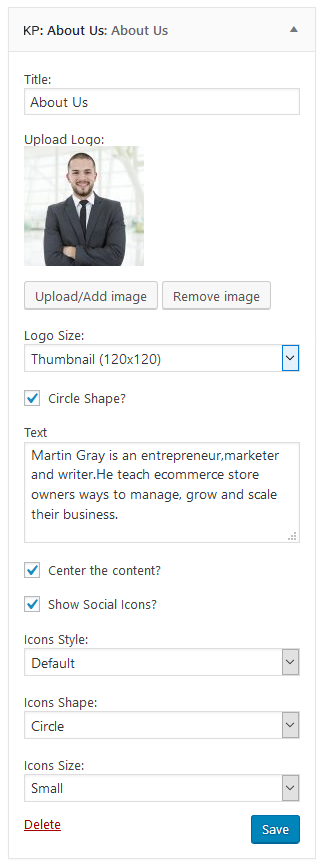 KP: About Us: About Us
Title:
About Us
Upload Logo:
Upload/Add image Remove image
Logo Size:
Thumbnail (120x120)
Circle Shape?
Text
Martin Gray is an entrepreneur,marketer
and writer.He teach ecommerce store
owners ways to manage, grow and scale
their business.
Center the content?
Show Social Icons?
Icons Style:
Default
Icons Shape:
Circle
Icons Size:
Small
Delete Save